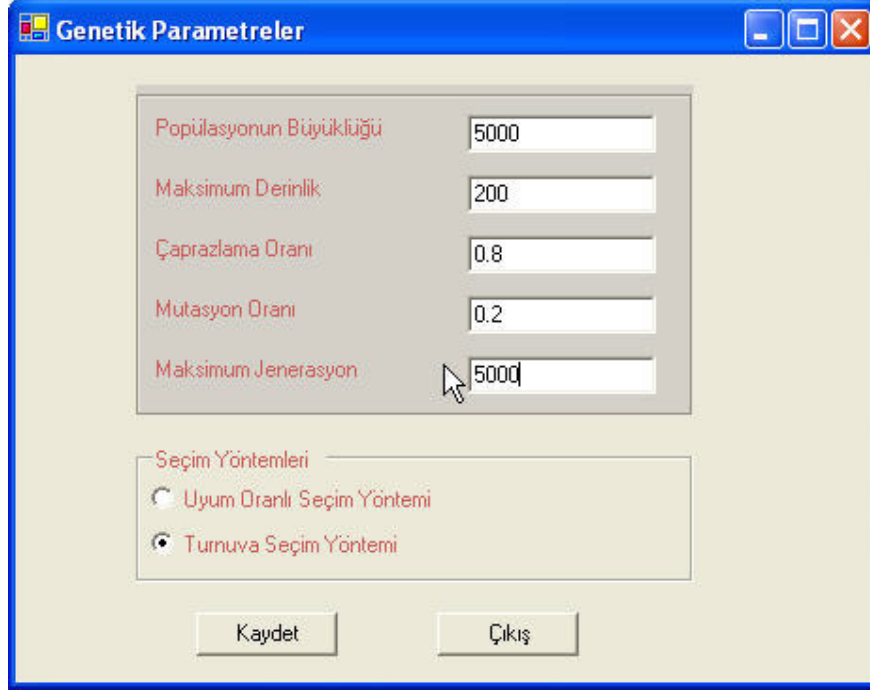 Genetik Parametreler
Popülasyonun Büyüklüğü 5000
Maksimum Derinlik 200
Çaprazlama Oranı 0.8
Mutasyon Oranı 0.2
Maksimum Jenerasyon 5000
Seçim Yöntemleri
Uyum Oranlı Seçim Yöntemi
Turnuva Seçim Yöntemi
Kaydet Çıkış